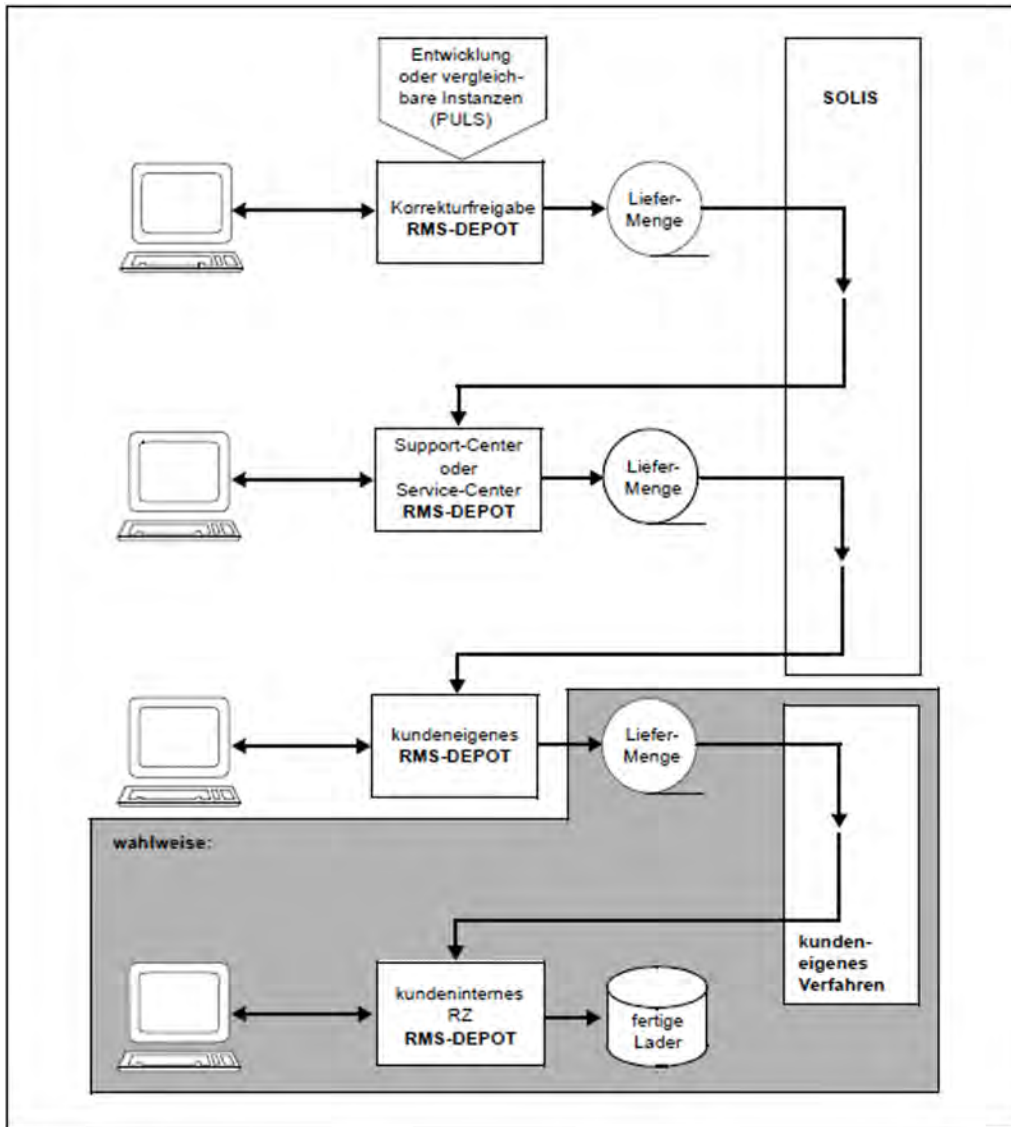 Entwicklung
oder vergleich-
bare Instanzen
(PULS)
SOLIS
Korrekturfreigabe
RMS-DEPOT
Liefer-
Menge
Support-Center
oder
Service-Center
RMS-DEPOT
Liefer-
Menge
kundeneigenes
RMS-DEPOT
Liefer-
Menge
wahlweise:
kunden-
eigenes
Verfahren
kundeninternes
RZ
RMS-DEPOT
fertige
Lader